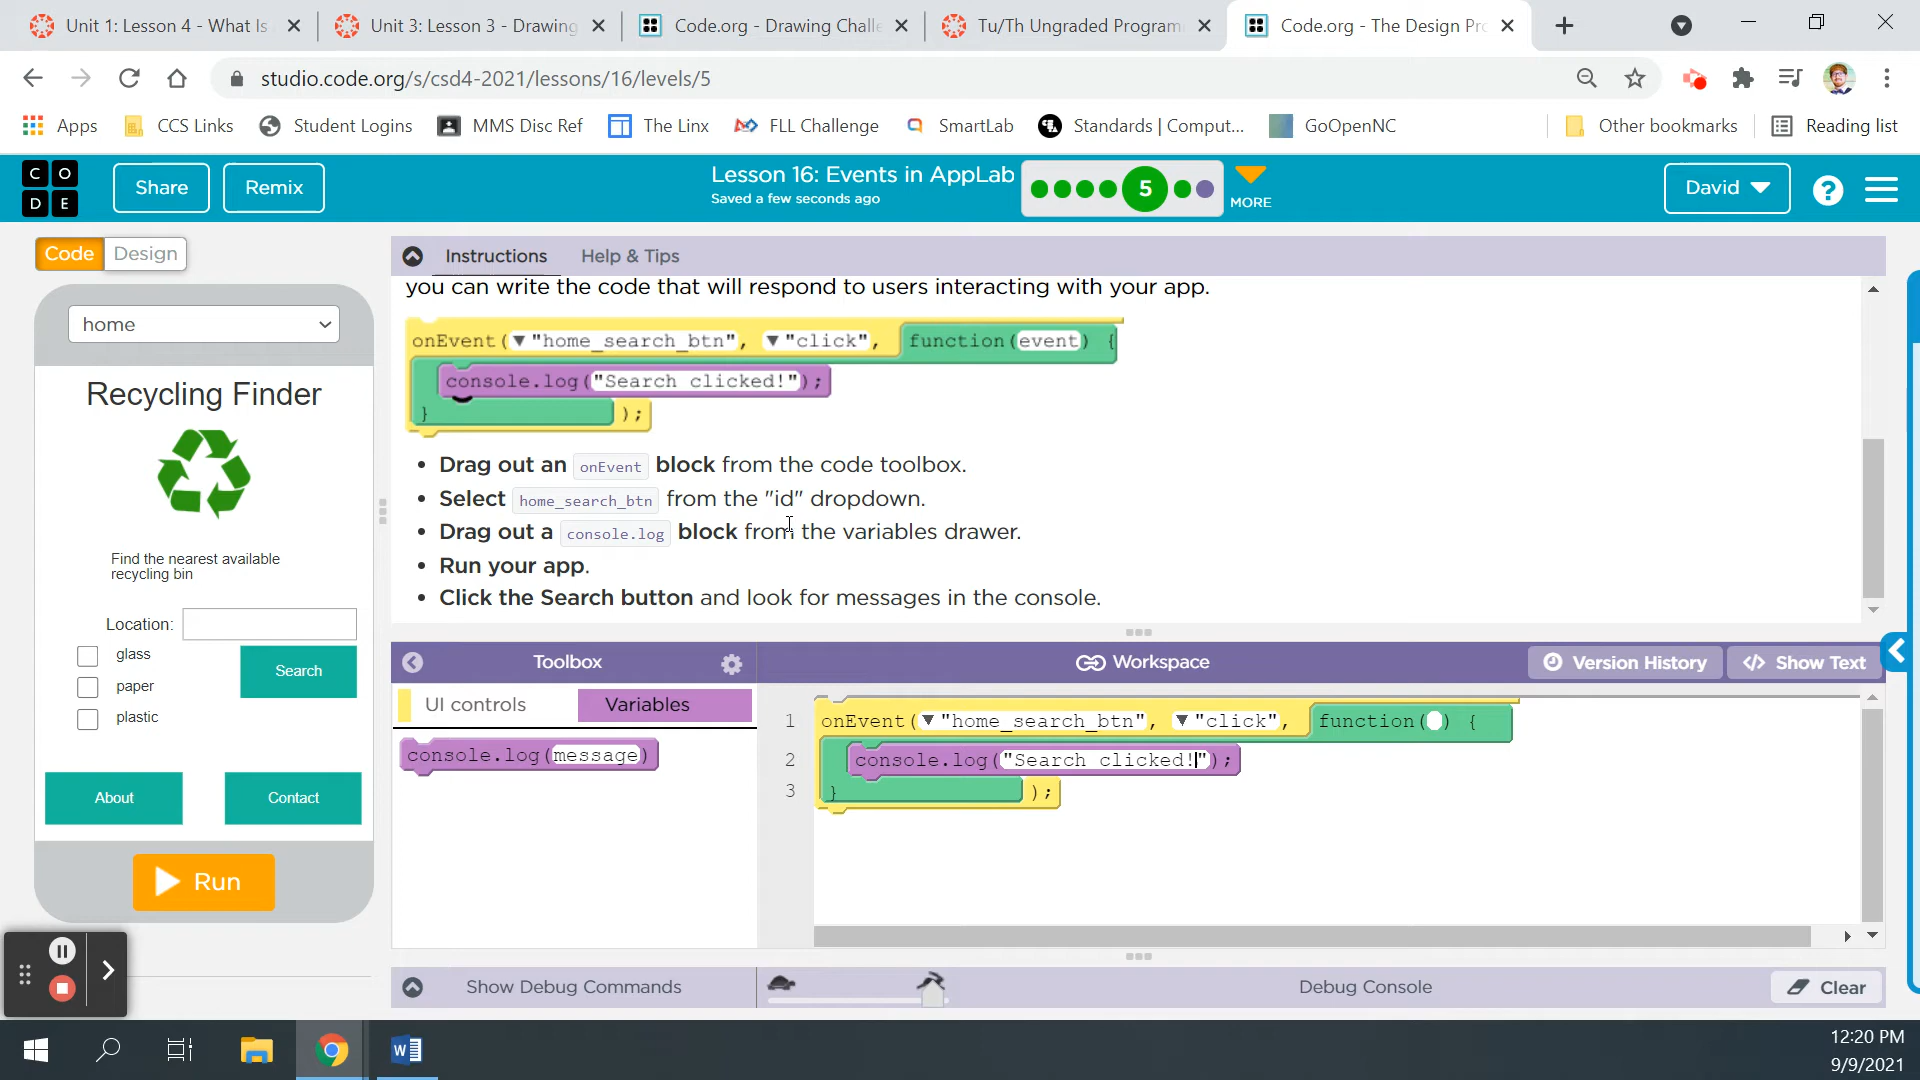 Unit 1: Lesson 4 - What Is
Unit 3: Lesson 3 - Drawing
Code.org - Drawing Challe
Tu/Th Ungraded Program
Code.org - The Design Pro
studio.code.org/s/csd4-2021/lessons/16/levels/5
Apps
CCS Links
Student Logins
MMS Disc Ref
The Linx
FLL Challenge
SmartLab
Standards | Comput...
GoOpenNC
Other bookmarks
Reading list
C O
D E
Share
Remix
Lesson 16: Events in AppLab
Saved a few seconds ago
5
MORE
David
?
Code
Design
Instructions
Help & Tips
home
Recycling Finder
Find the nearest available
recycling bin
Location:
glass
paper
plastic
Search
About
Contact
Run
you can write the code that will respond to users interacting with your app.
onEvent(▼"home_search_btn", ▼"click", function(event) {
console.log("Search clicked!");
} );
• Drag out an onEvent block from the code toolbox.
• Select home_search_btn from the "id" dropdown.
• Drag out a console.log block from the variables drawer.
• Run your app.
• Click the Search button and look for messages in the console.
Toolbox
Workspace
Version History
Show Text
UI controls
Variables
console.log(message)
1 onEvent(▼"home_search_btn", ▼"click", function( ) {
2 console.log("Search clicked!");
3 } );
Show Debug Commands
Debug Console
Clear
12:20 PM
9/9/2021